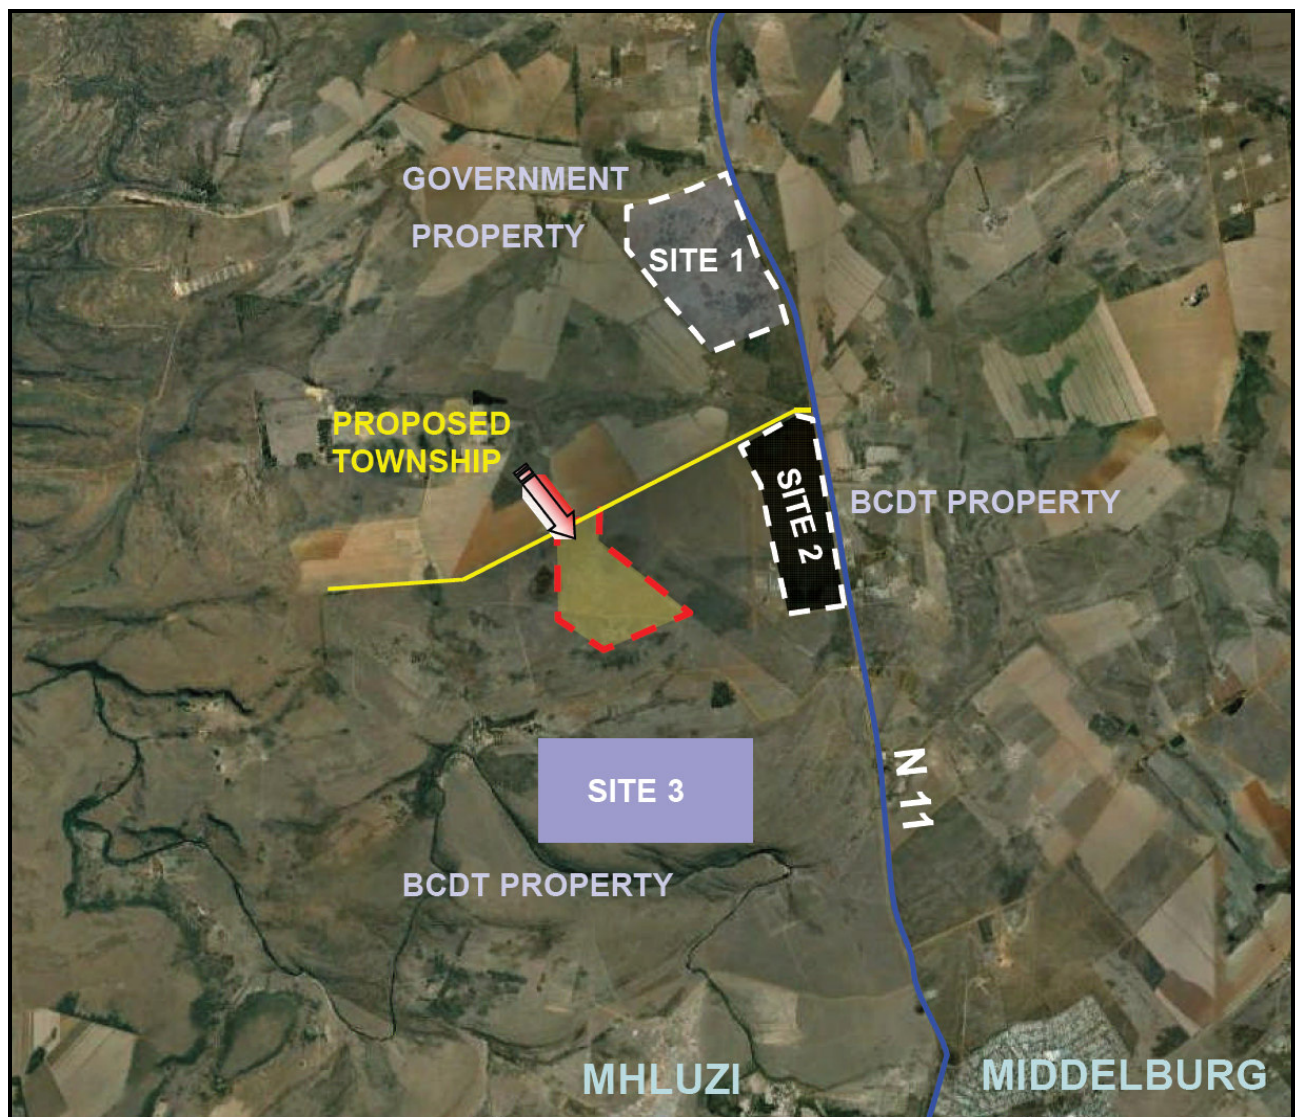 GOVERNMENT
PROPERTY
SITE 1
PROPOSED
TOWNSHIP
SITE 2
BCDT PROPERTY
N 11
SITE 3
BCDT PROPERTY
MHLUZI
MIDDELBURG